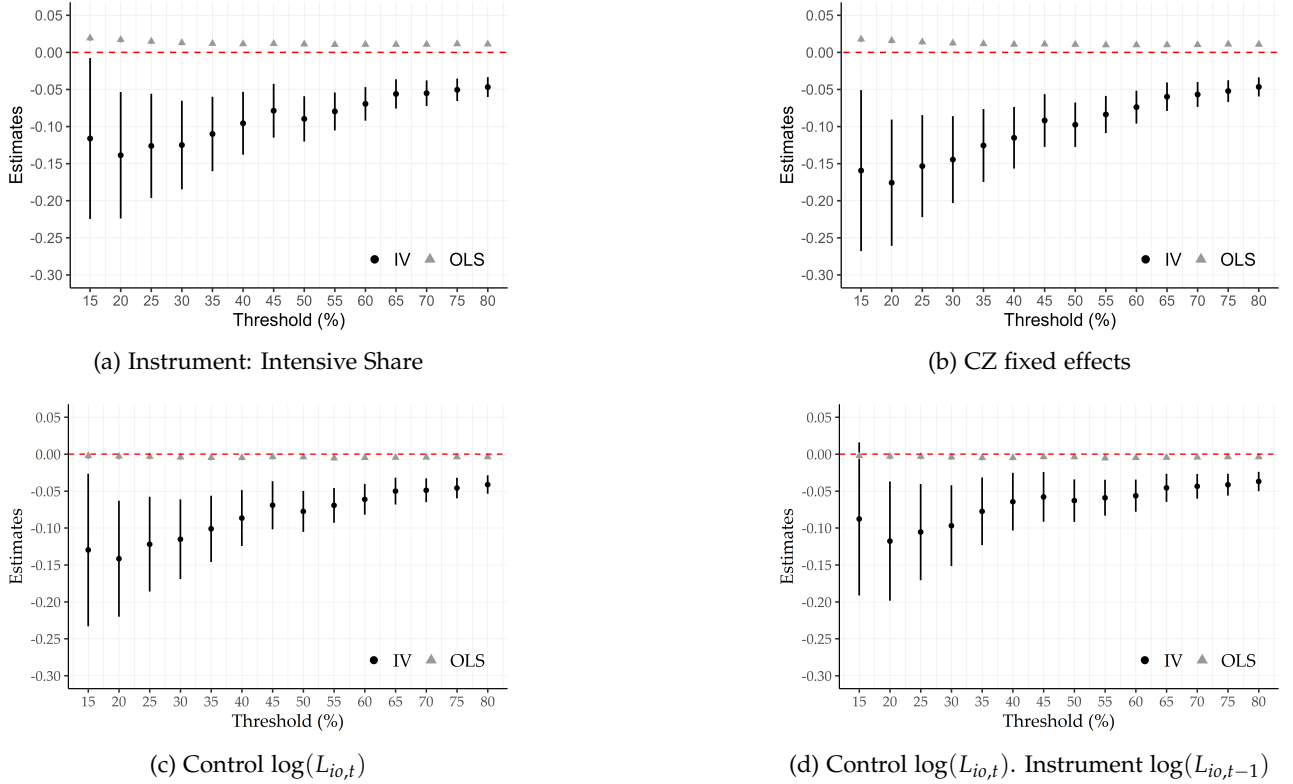 0.05
0.00
-0.05
-0.10
-0.15
-0.20
-0.25
-0.30
Estimates
IV OLS
15 20 25 30 35 40 45 50 55 60 65 70 75 80
Threshold (%)
(a) Instrument: Intensive Share
0.05
0.00
-0.05
-0.10
-0.15
-0.20
-0.25
-0.30
Estimates
IV OLS
15 20 25 30 35 40 45 50 55 60 65 70 75 80
Threshold (%)
(b) CZ fixed effects
0.05
0.00
-0.05
-0.10
-0.15
-0.20
-0.25
-0.30
Estimates
IV OLS
15 20 25 30 35 40 45 50 55 60 65 70 75 80
Threshold (%)
(c) Control log(L_{io,t})
0.05
0.00
-0.05
-0.10
-0.15
-0.20
-0.25
-0.30
Estimates
IV OLS
15 20 25 30 35 40 45 50 55 60 65 70 75 80
Threshold (%)
(d) Control log(L_{io,t}). Instrument log(L_{io,t−1})